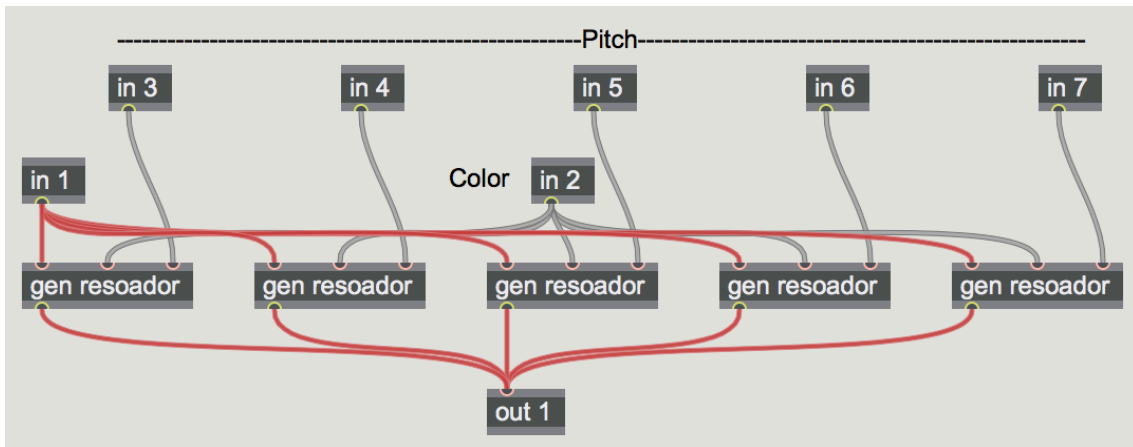 --------------------------------------------------------Pitch------------------------------------------------------
in 3 in 4 in 5 in 6 in 7
in 1 Color in 2
gen resoador gen resoador gen resoador gen resoador gen resoador
out 1